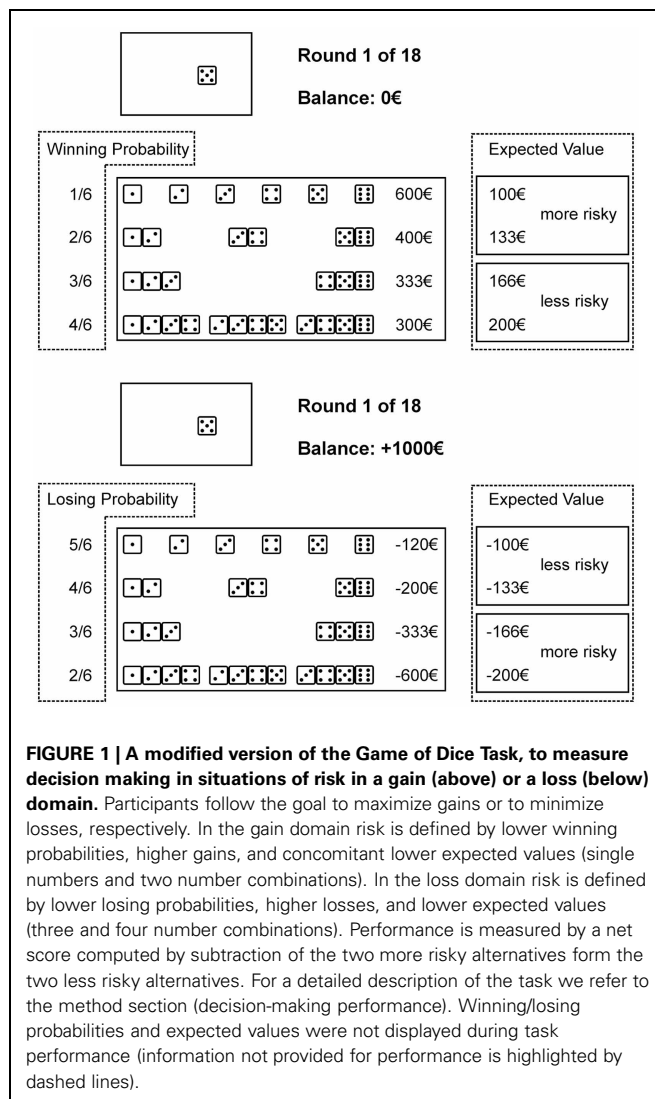 Round 1 of 18
Balance: 0€
Winning Probability
Expected Value
1/6 600€ 100€
more risky
2/6 400€ 133€
3/6 333€ 166€
less risky
4/6 300€ 200€
Round 1 of 18
Balance: +1000€
Losing Probability
Expected Value
5/6 -120€ -100€
less risky
4/6 -200€ -133€
3/6 -333€ -166€
more risky
2/6 -600€ -200€
FIGURE 1 | A modified version of the Game of Dice Task, to measure
decision making in situations of risk in a gain (above) or a loss (below)
domain. Participants follow the goal to maximize gains or to minimize
losses, respectively. In the gain domain risk is defined by lower winning
probabilities, higher gains, and concomitant lower expected values (single
numbers and two number combinations). In the loss domain risk is defined
by lower losing probabilities, higher losses, and lower expected values
(three and four number combinations). Performance is measured by a net
score computed by subtraction of the two more risky alternatives form the
two less risky alternatives. For a detailed description of the task we refer to
the method section (decision-making performance). Winning/losing
probabilities and expected values were not displayed during task
performance (information not provided for performance is highlighted by
dashed lines).